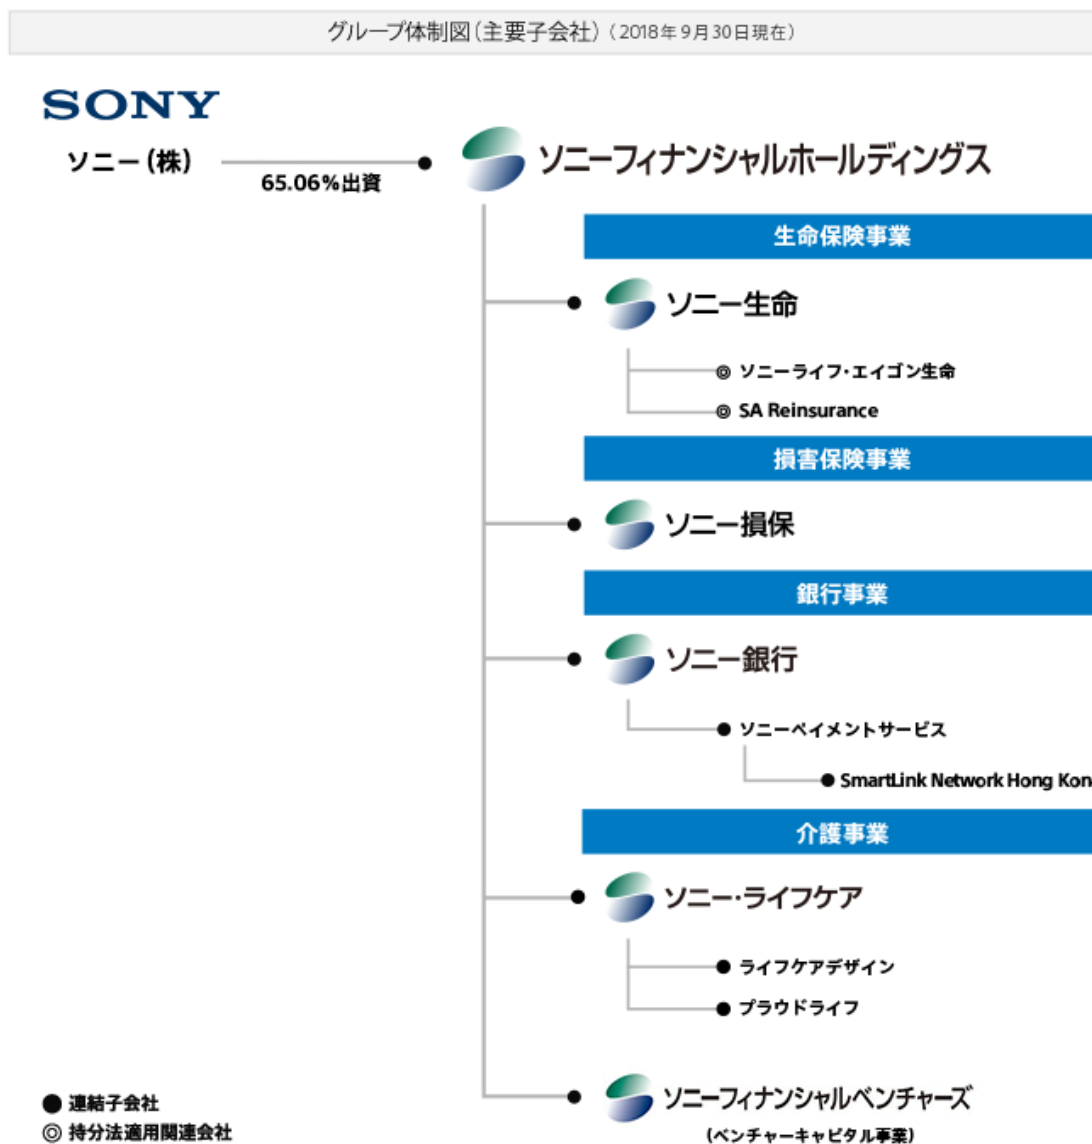 グループ体制図(主要子会社)(2018年9月30日現在)
SONY
ソニー(株)
65.06%出資
ソニーフィナンシャルホールディングス
生命保険事業
ソニー生命
◎ ソニーライフ・エイゴン生命
◎ SA Reinsurance
損害保険事業
ソニー損保
銀行事業
ソニー銀行
● ソニーペイメントサービス
● SmartLink Network Hong Kon
介護事業
ソニー・ライフケア
● ライフケアデザイン
● プラウドライフ
ソニーフィナンシャルベンチャーズ
(ベンチャーキャピタル事業)
● 連結子会社
◎ 持分法適用関連会社